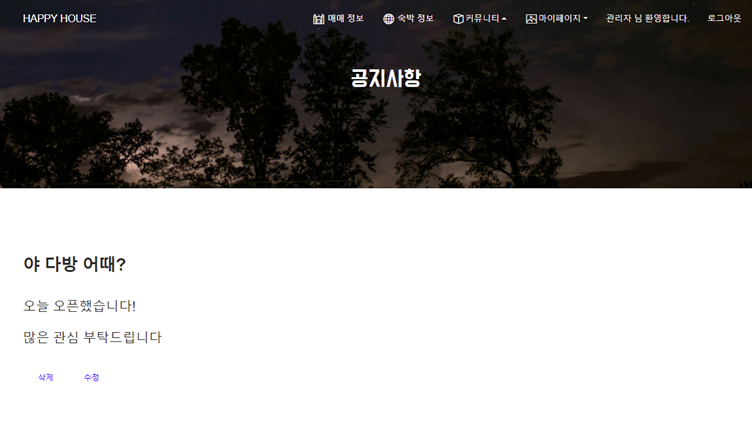 HAPPY HOUSE
매매 정보
숙박 정보
커뮤니티
마이페이지
관리자 님 환영합니다.
로그아웃
공지사항
야 다방 어때?
오늘 오픈했습니다!
많은 관심 부탁드립니다
삭제
수정